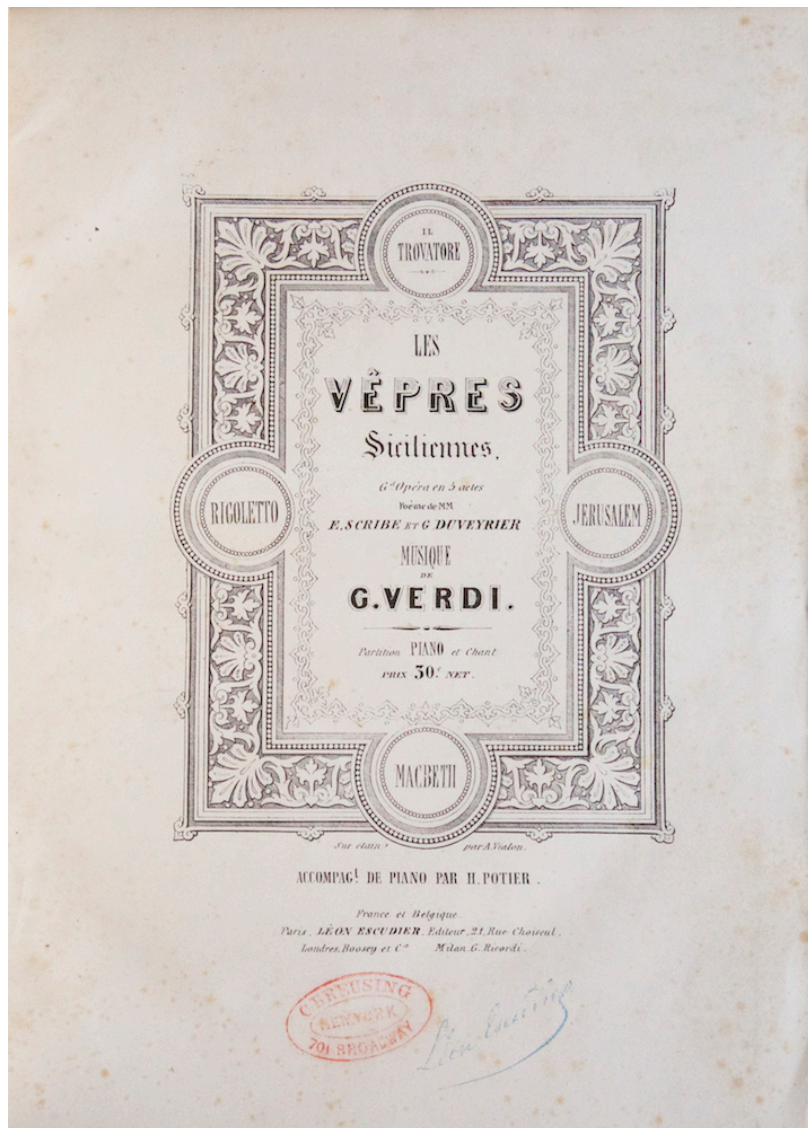 IL
TROVATORE
LES
VÊPRES
Siciliennes,
Gd Opéra en 5 actes
Poème de MM
E. SCRIBE ET G DUVEYRIER
MUSIQUE
DE
G. VERDI.
RIGOLETTO
JERUSALEM
Partition PIANO et Chant
PRIX 30f NET.
MACBETH
Sur étain par A. Vialon.
ACCOMPAGt DE PIANO PAR H. POTIER.
France et Belgique
Paris, LÉON ESCUDIER, Editeur, 21, Rue Choiseul.
Londres, Boosey et Cie Milan G. Ricordi.
C BREUSING
NEW YORK
701 BROADWAY
Léon Escudier